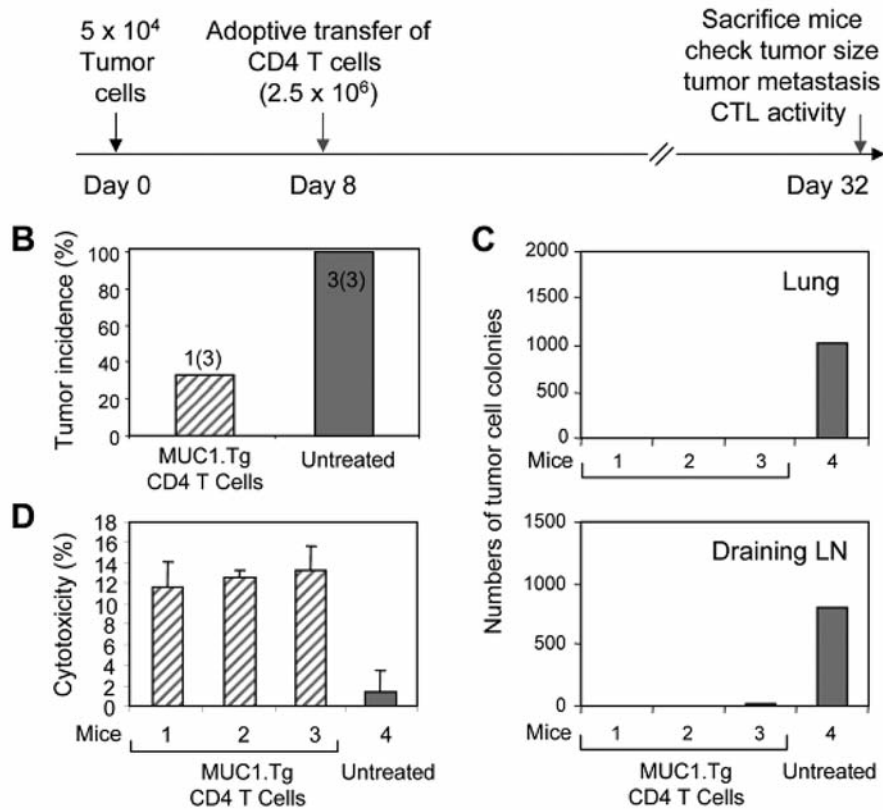 5 x 10⁴
Tumor
cells
Adoptive transfer of
CD4 T cells
(2.5 x 10⁶)
Sacrifice mice
check tumor size
tumor metastasis
CTL activity
Day 0
Day 8
Day 32
B
Tumor incidence (%)
100
80
60
40
20
0
1(3)
3(3)
MUC1.Tg
CD4 T Cells
Untreated
C
Numbers of tumor cell colonies
2000
1500
1000
500
0
Lung
Mice 1 2 3 4
1500
1000
500
0
Draining LN
Mice 1 2 3 4
MUC1.Tg
CD4 T Cells
Untreated
D
Cytotoxicity (%)
18
16
14
12
10
8
6
4
2
0
Mice 1 2 3 4
MUC1.Tg
CD4 T Cells
Untreated